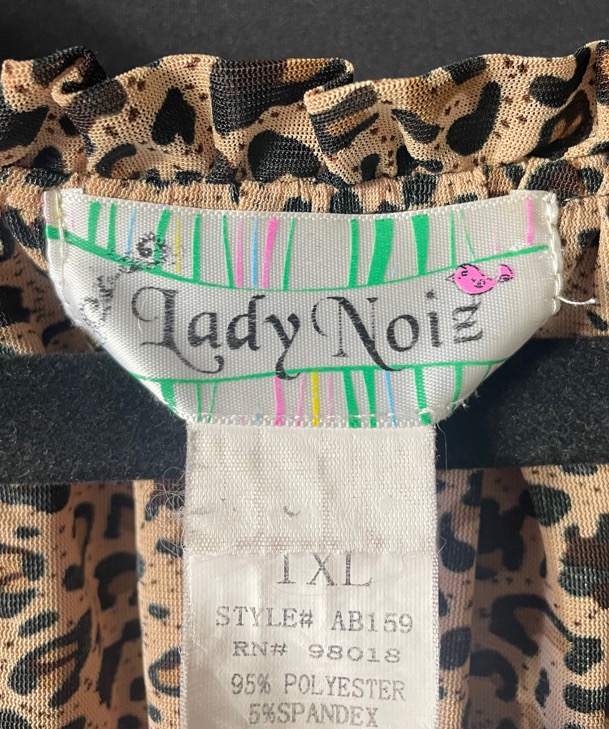 Lady Noiz
1XL
STYLE# AB159
RN# 98018
95% POLYESTER
5%SPANDEX